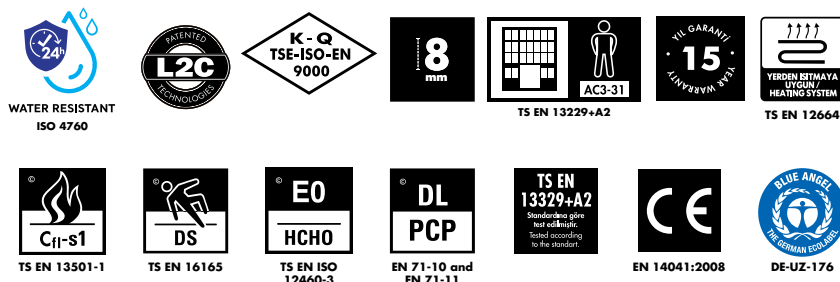 24h
WATER RESISTANT
ISO 4760
PATENTED
L2C
TECHNOLOGIES
K - Q
TSE-ISO-EN
9000
8
mm
AC3-31
TS EN 13229+A2
YIL GARANTİ
15
YEAR WARRANTY
YERDEN ISITMAYA
UYGUN /
HEATING SYSTEM
TS EN 12664
©
Cfl-s1
TS EN 13501-1
©
DS
TS EN 16165
©
E0
HCHO
TS EN ISO
12460-3
©
DL
PCP
EN 71-10 and
EN 71-11
TS EN
13329+A2
Standardına göre
test edilmiştir.
Tested according
to the standart.
CE
EN 14041:2008
BLUE ANGEL
THE GERMAN ECOLABEL
DE-UZ-176